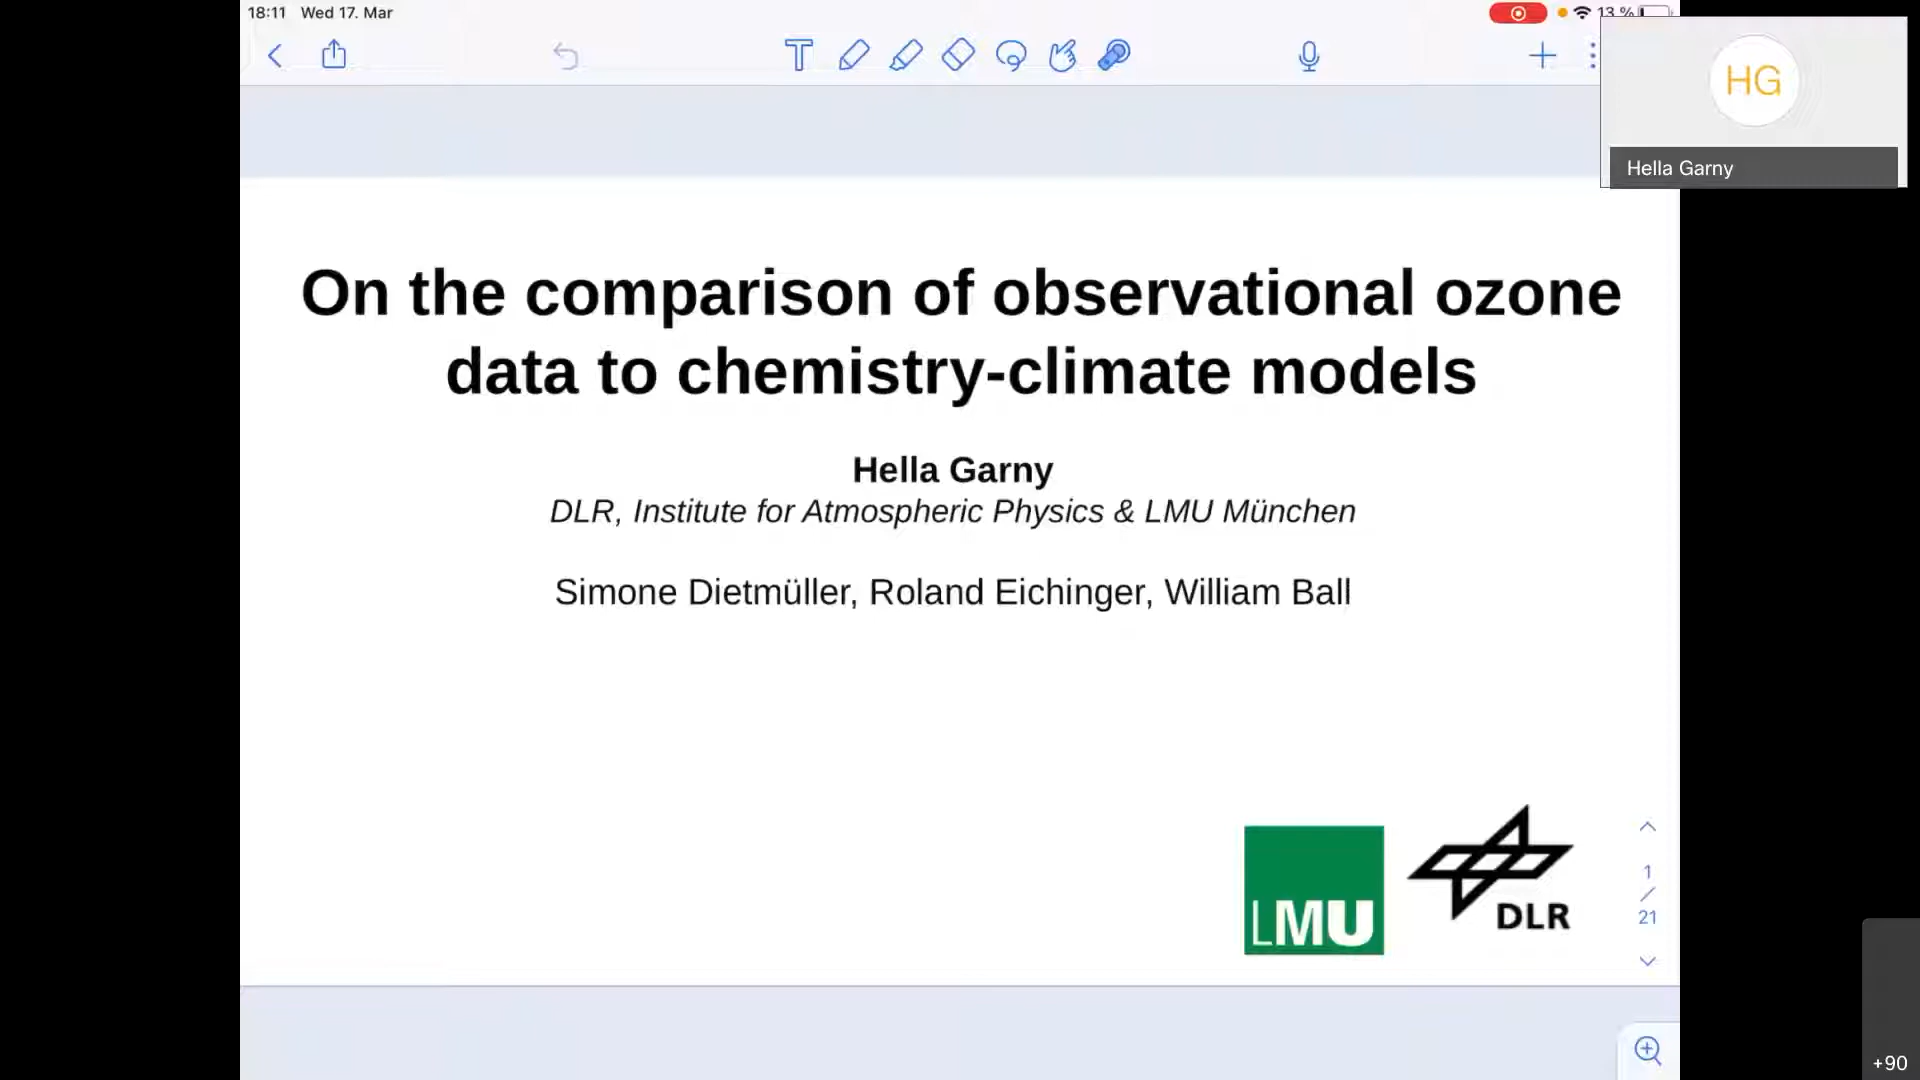 18:11 Wed 17. Mar
13 %
HG
Hella Garny
On the comparison of observational ozone
data to chemistry-climate models
Hella Garny
DLR, Institute for Atmospheric Physics & LMU München
Simone Dietmüller, Roland Eichinger, William Ball
LMU
DLR
1
/
21
+90